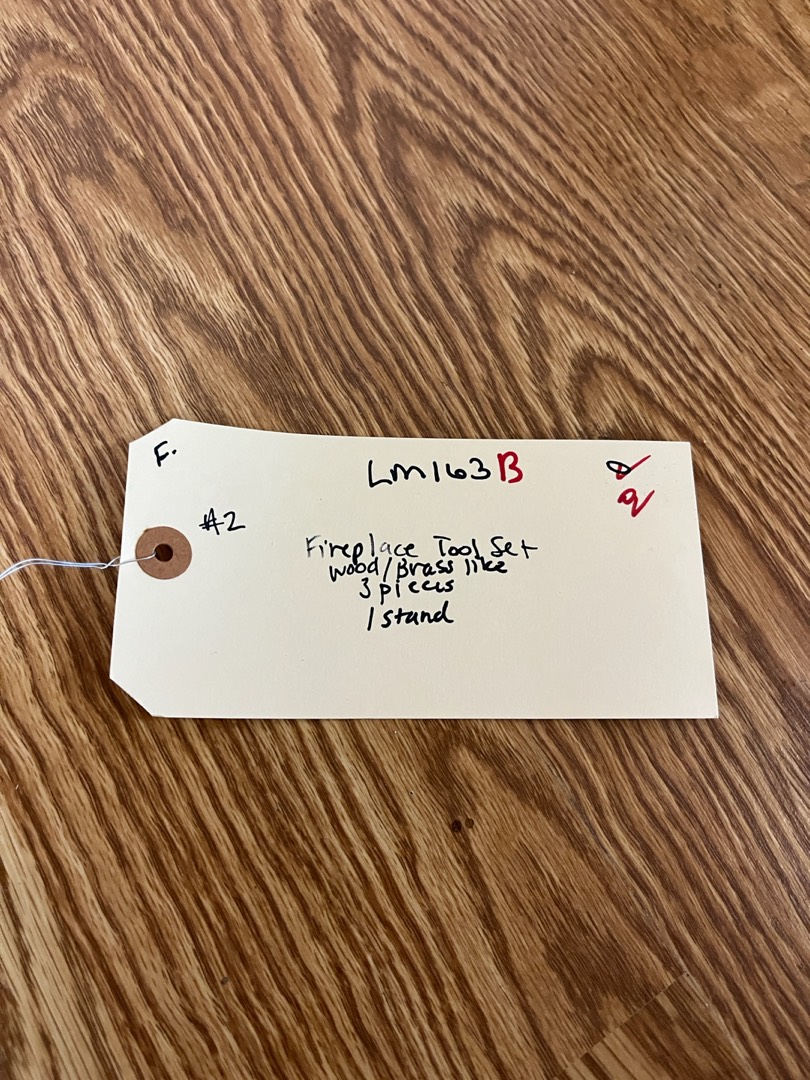 F.
LM163B
#2
Fireplace Tool Set
wood/Brass like
3 pieces
1 stand